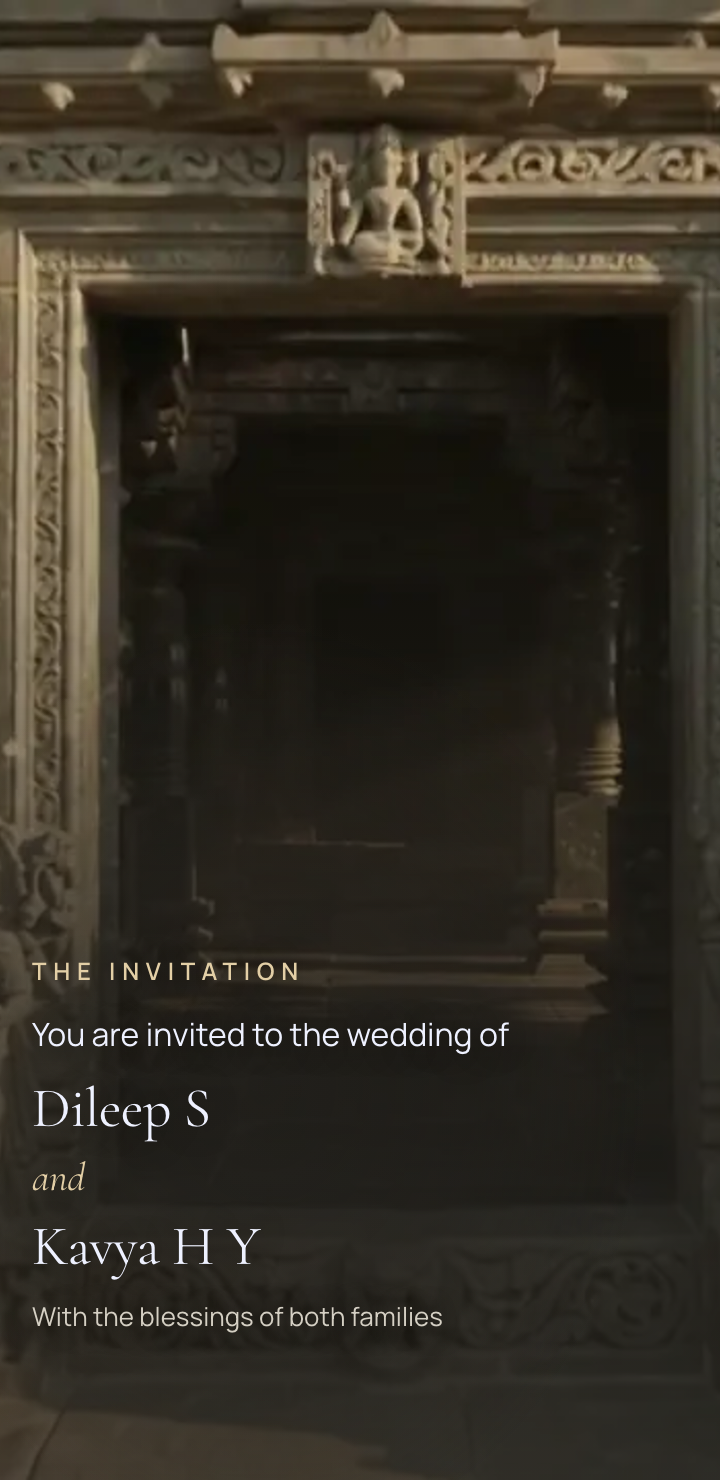 THE INVITATION
You are invited to the wedding of
Dileep S
and
Kavya H Y
With the blessings of both families